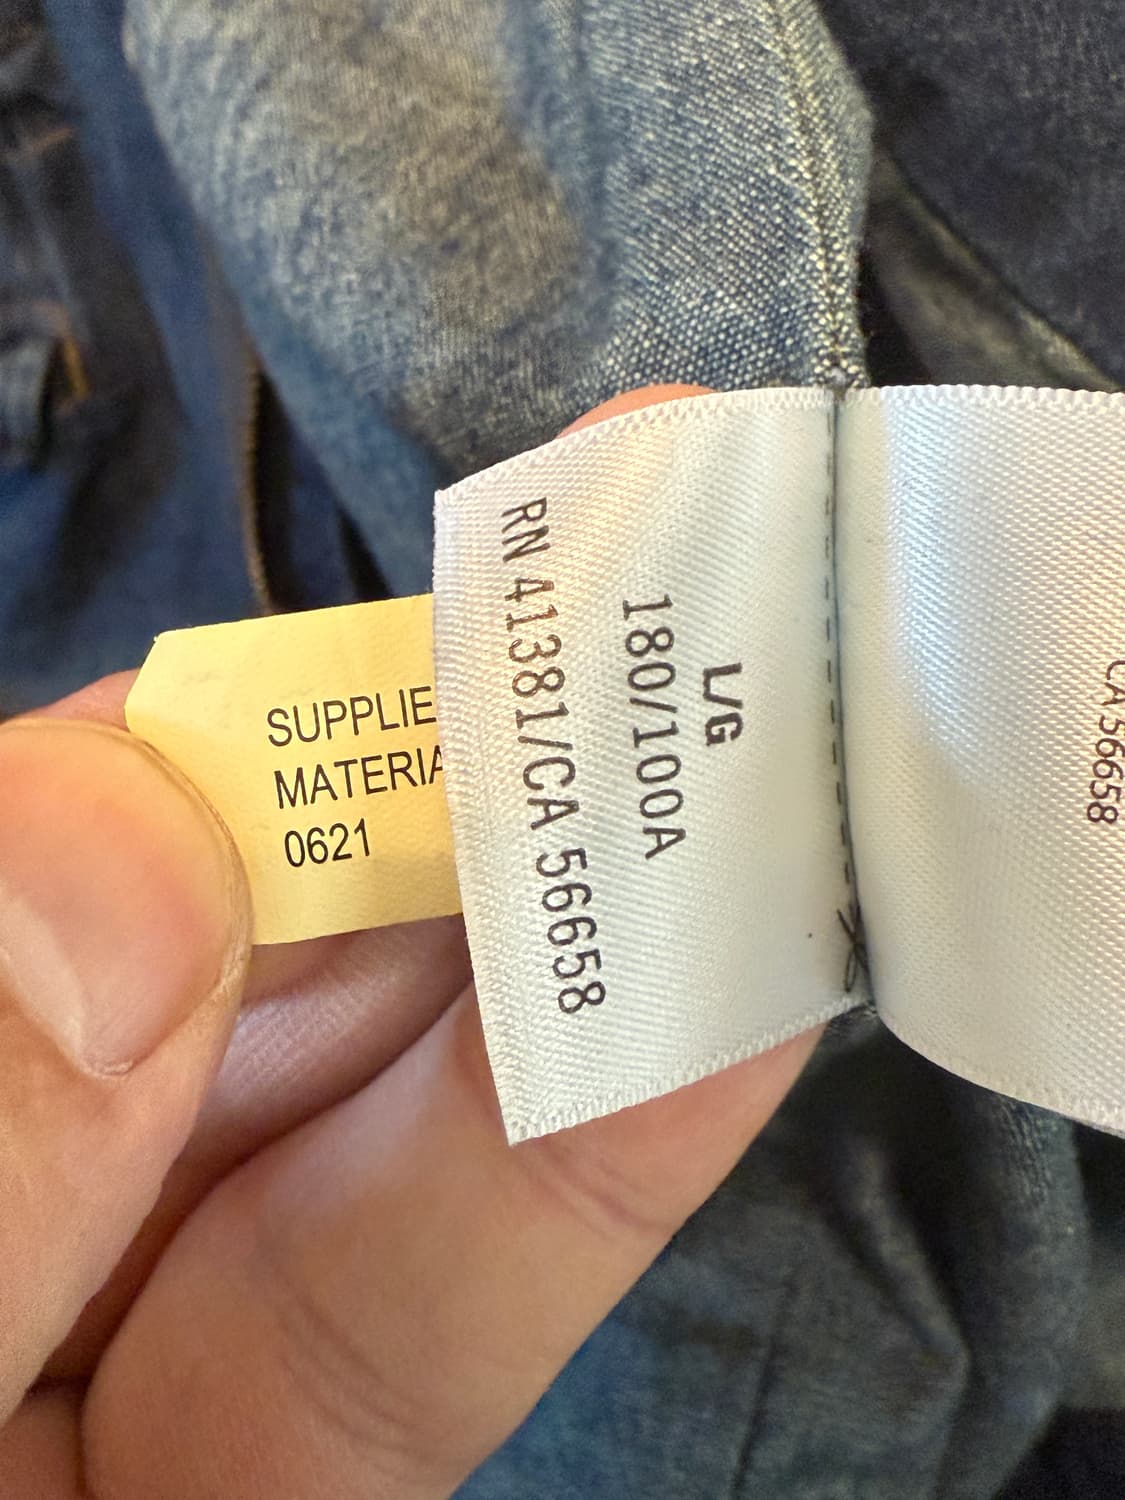 SUPPLIE
MATERIA
0621
L/G
180/100A
RN 41381/CA 56658
CA 56658